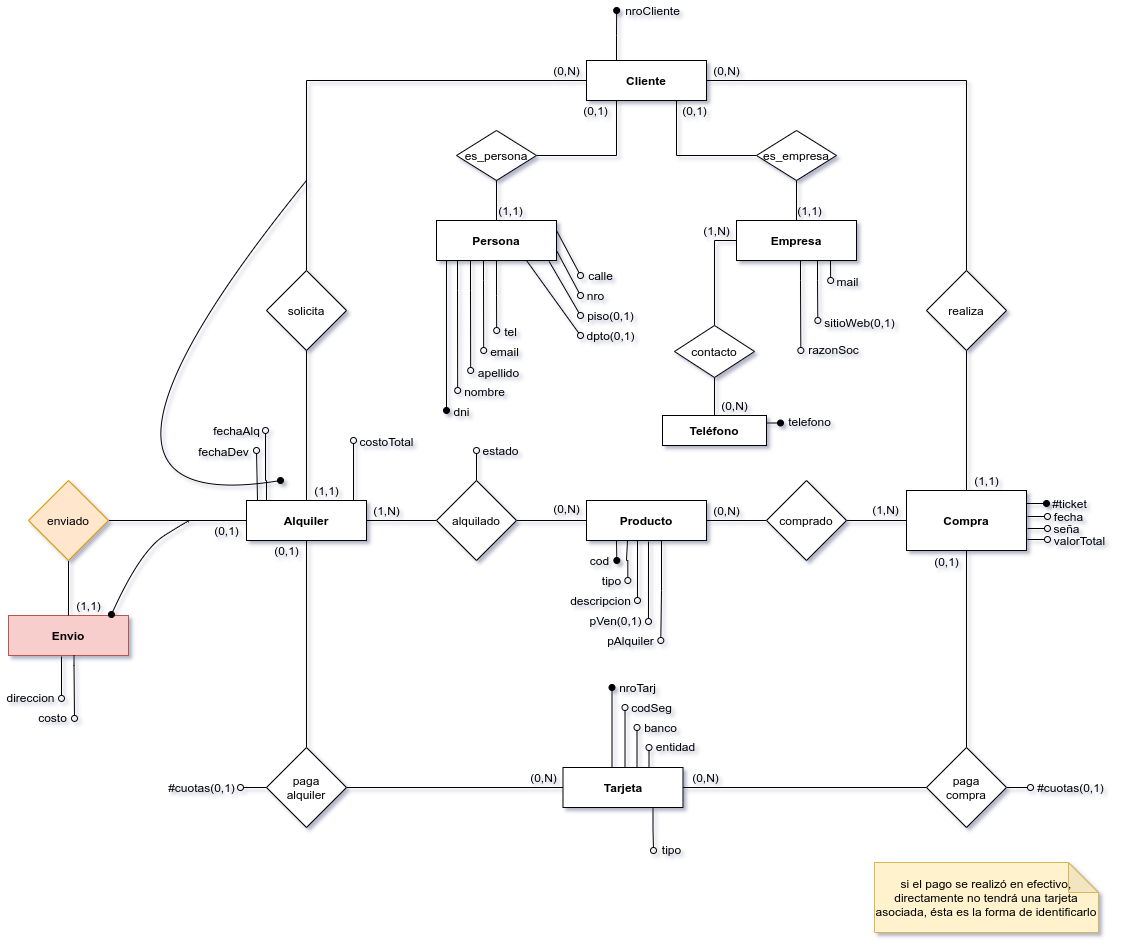 nroCliente
(0,N)
Cliente
(0,N)
(0,1)
(0,1)
es_persona
es_empresa
(1,1)
(1,1)
Persona
(1,N)
Empresa
calle
nro
piso(0,1)
dpto(0,1)
tel
email
apellido
nombre
dni
mail
sitioWeb(0,1)
razonSoc
solicita
realiza
contacto
(0,N)
Teléfono
telefono
fechaAlq
fechaDev
costoTotal
estado
(1,1)
(1,1)
enviado
(0,1)
Alquiler
(1,N)
alquilado
(0,N)
Producto
(0,N)
comprado
(1,N)
Compra
#ticket
fecha
seña
valorTotal
(0,1)
(0,1)
cod
tipo
descripcion
pVen(0,1)
pAlquiler
(1,1)
Envio
direccion
costo
nroTarj
codSeg
banco
entidad
#cuotas(0,1)
paga
alquiler
(0,N)
Tarjeta
(0,N)
paga
compra
#cuotas(0,1)
tipo
si el pago se realizó en efectivo,
directamente no tendrá una tarjeta
asociada, ésta es la forma de identificarlo